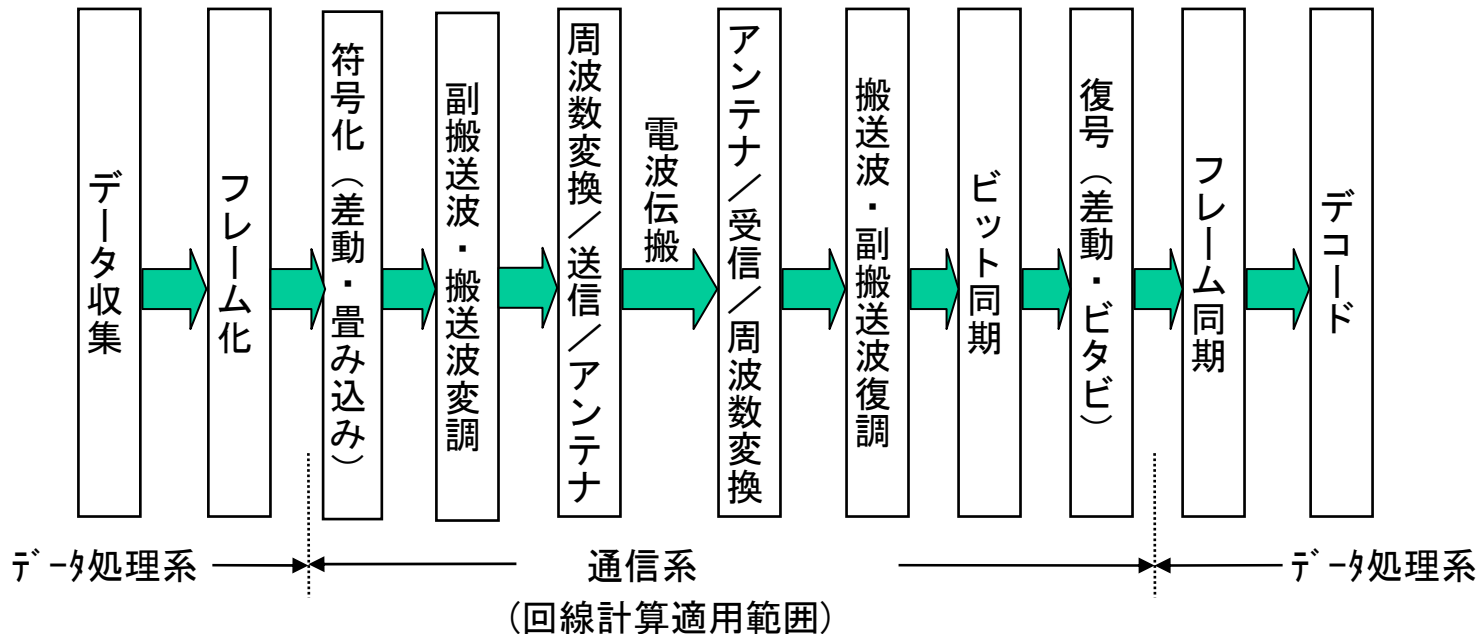 データ収集
フレーム化
符号化（差動・畳み込み）
副搬送波・搬送波変調
周波数変換／送信／アンテナ
電波伝搬
アンテナ／受信／周波数変換
搬送波・副搬送波復調
ビット同期
復号（差動・ビタビ）
フレーム同期
デコード
ﾃﾞｰﾀ処理系
通信系
ﾃﾞｰﾀ処理系
(回線計算適用範囲)